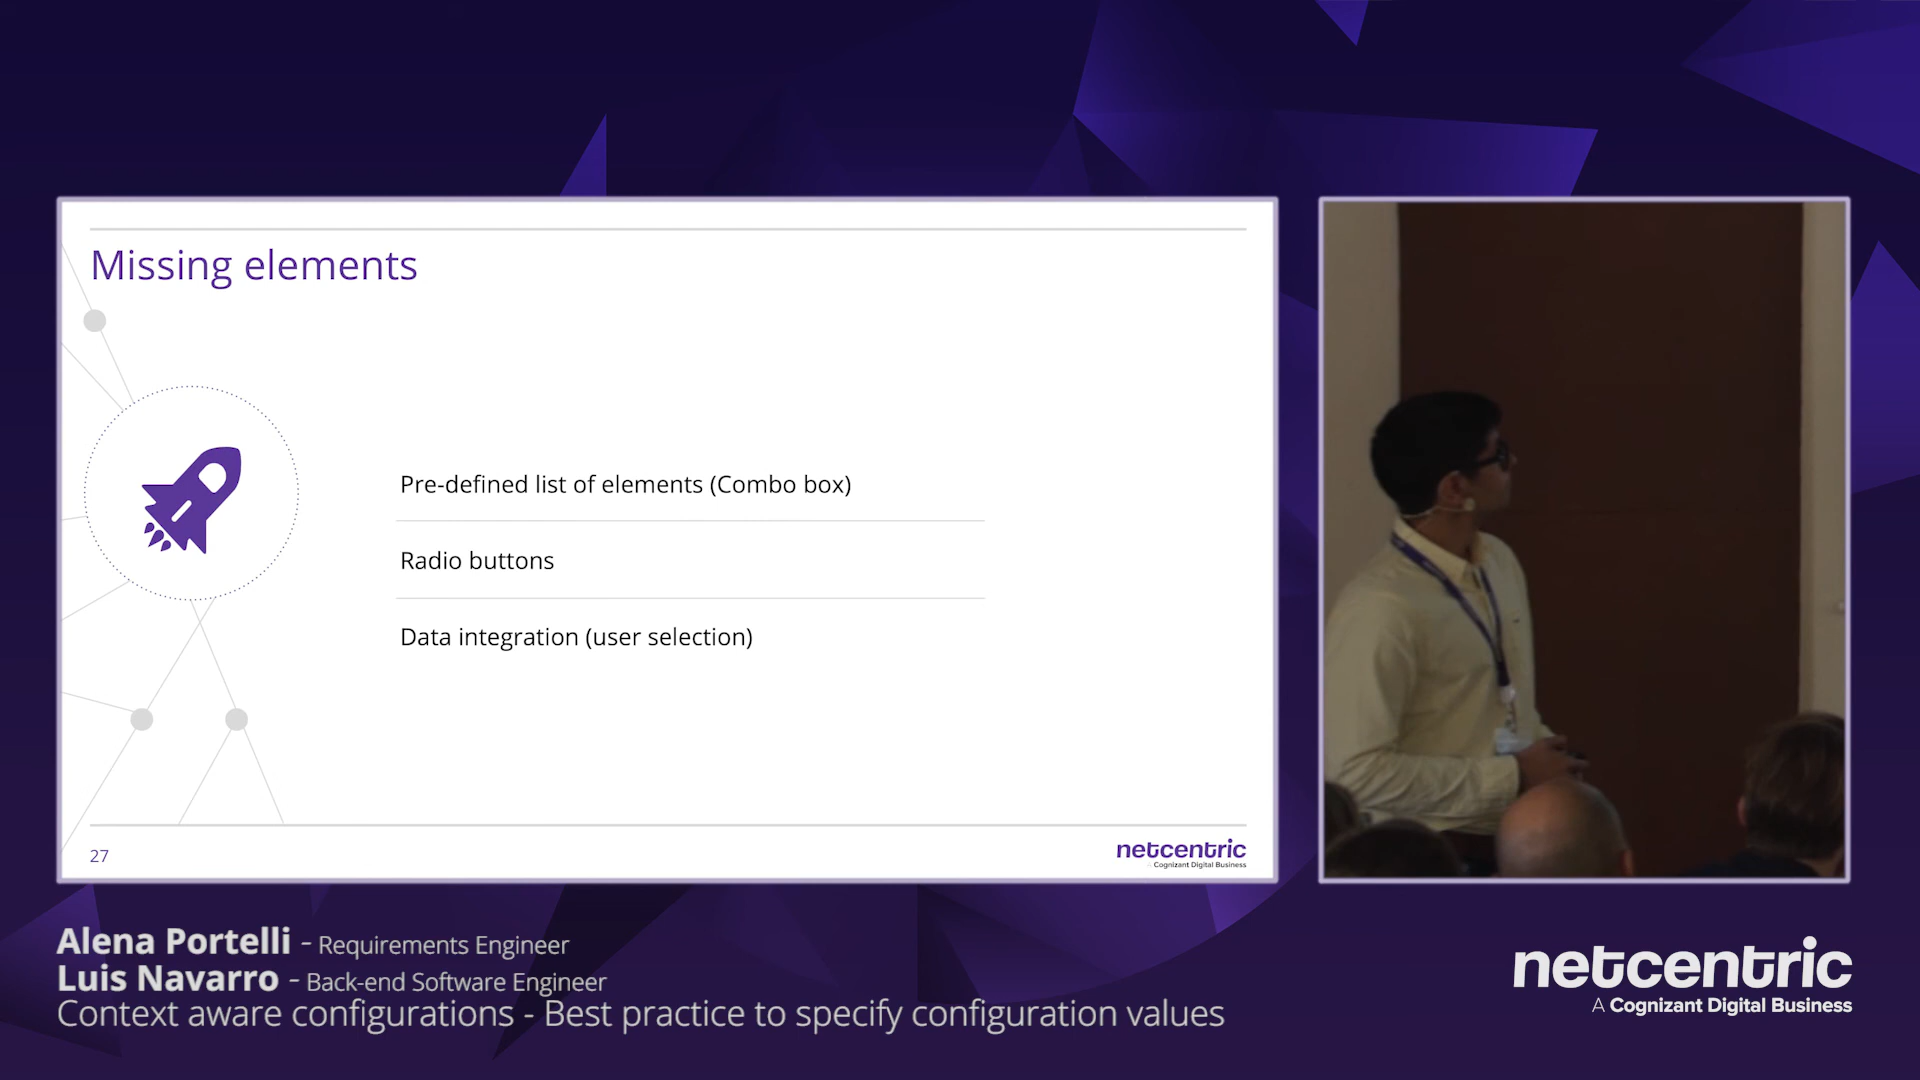 Missing elements
Pre-defined list of elements (Combo box)
Radio buttons
Data integration (user selection)
27
netcentric
Cognizant Digital Business
Alena Portelli - Requirements Engineer
Luis Navarro - Back-end Software Engineer
Context aware configurations - Best practice to specify configuration values
netcentric
A Cognizant Digital Business